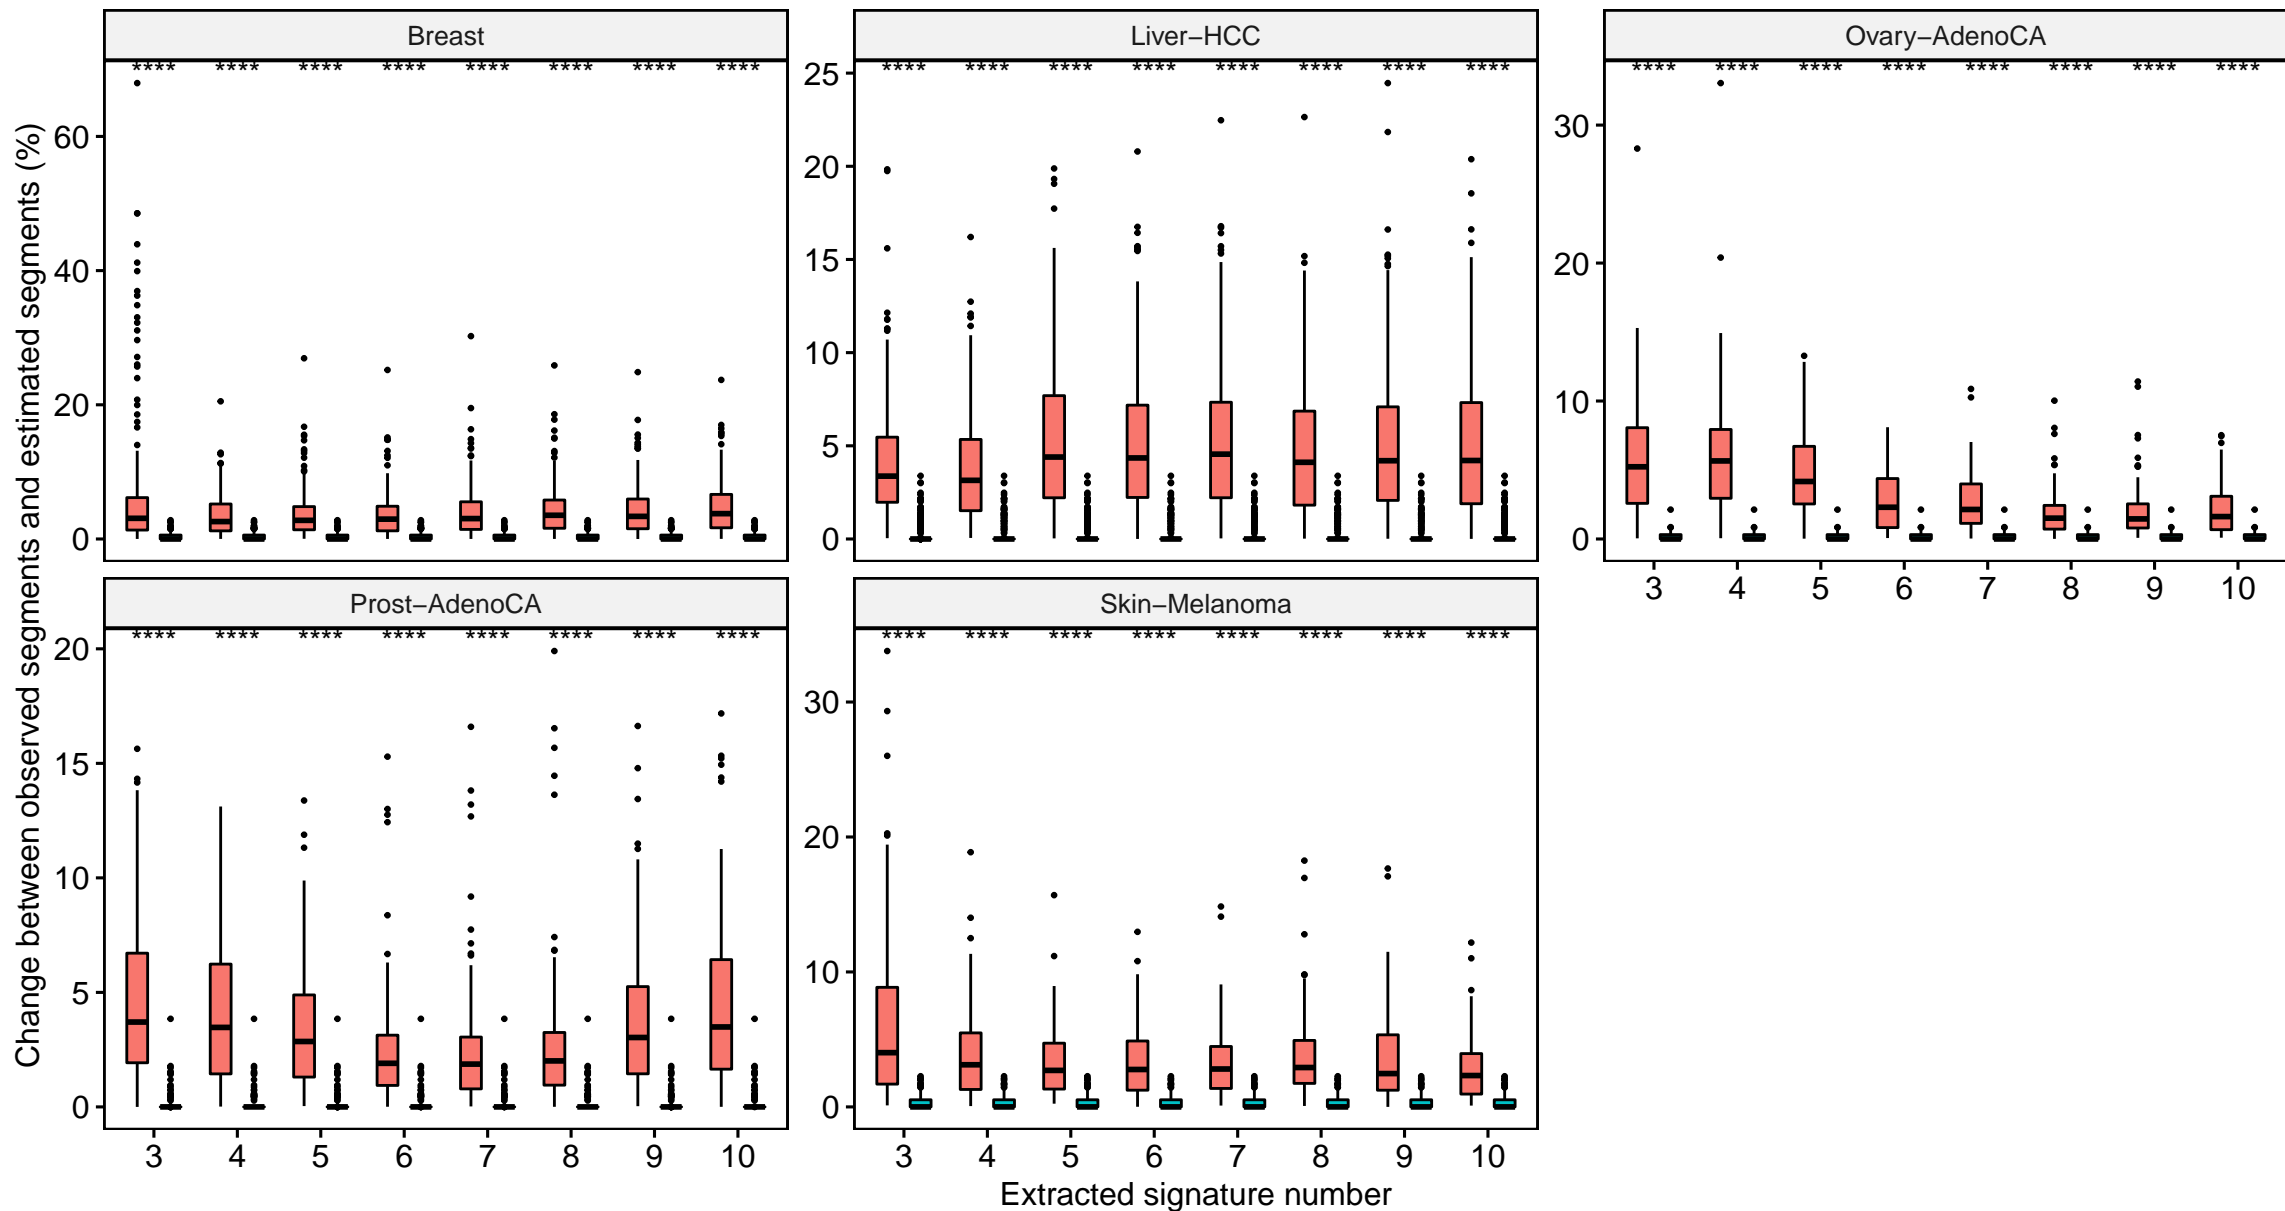 Breast
Liver−HCC
Ovary−AdenoCA
**** **** **** **** **** **** **** ****
**** **** **** **** **** **** **** ****
**** **** **** **** **** **** **** ****
60
40
20
0
25
20
15
10
5
0
30
20
10
0
3 4 5 6 7 8 9 10
Prost−AdenoCA
Skin−Melanoma
**** **** **** **** **** **** **** ****
**** **** **** **** **** **** **** ****
20
15
10
5
0
30
20
10
0
3 4 5 6 7 8 9 10
3 4 5 6 7 8 9 10
Extracted signature number
Change between observed segments and estimated segments (%)